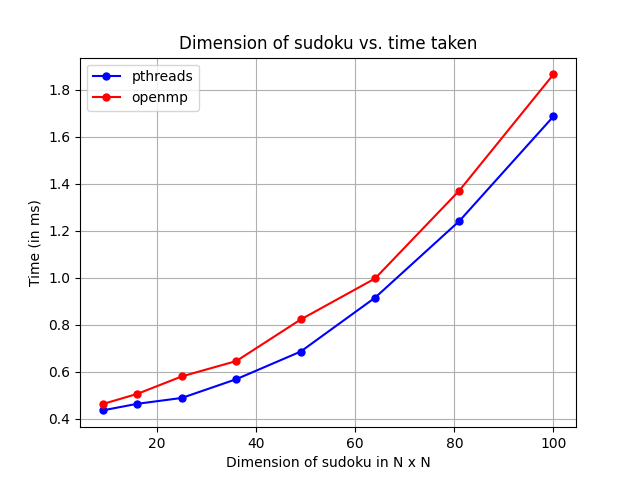 Dimension of sudoku vs. time taken
pthreads
openmp
1.8
1.6
1.4
1.2
1.0
0.8
0.6
0.4
Time (in ms)
20 40 60 80 100
Dimension of sudoku in N x N